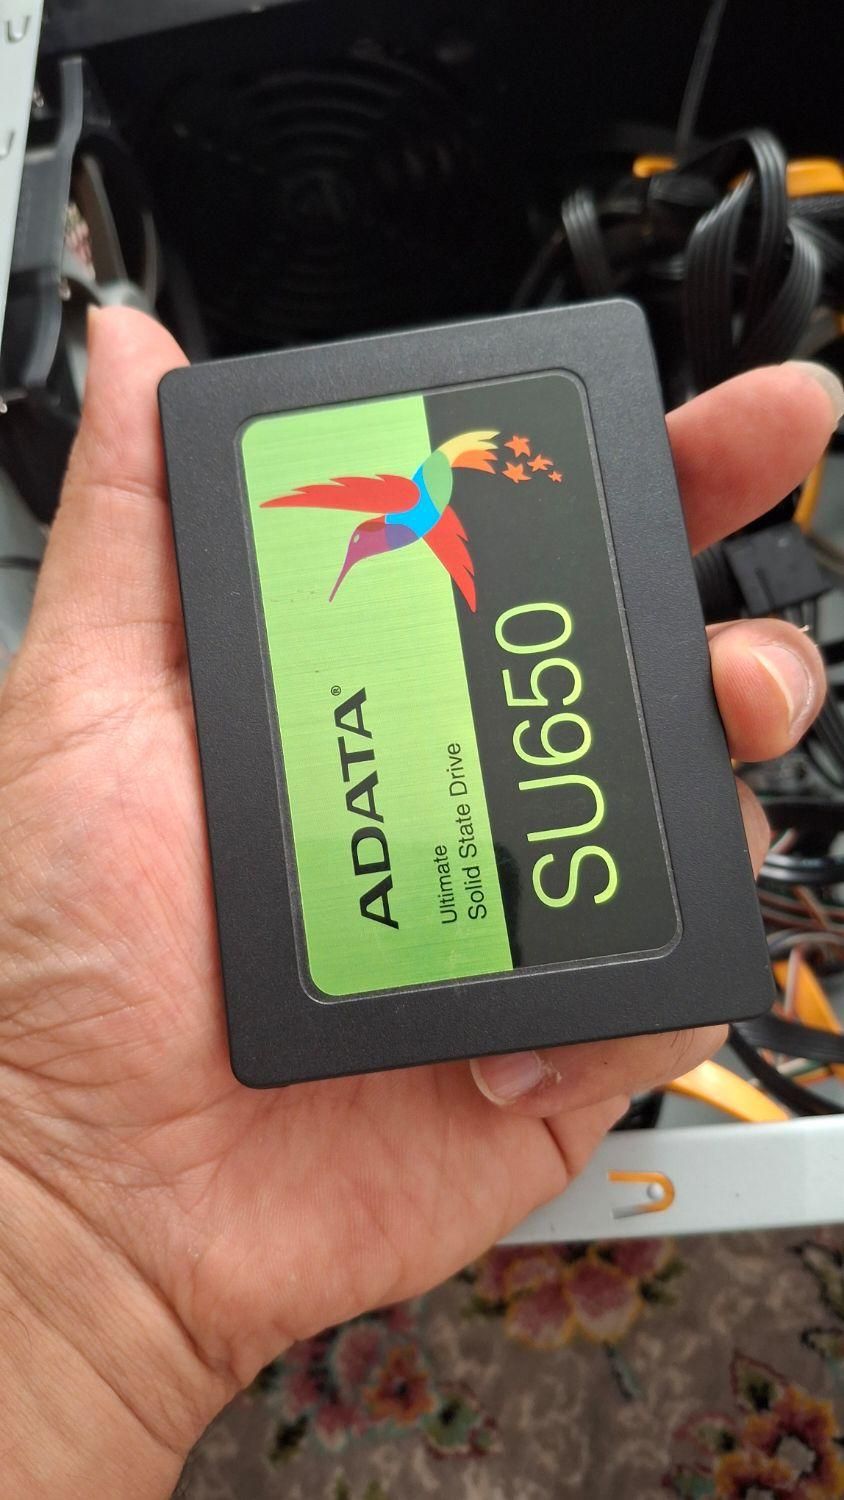 ADATA®
Ultimate
Solid State Drive
SU650